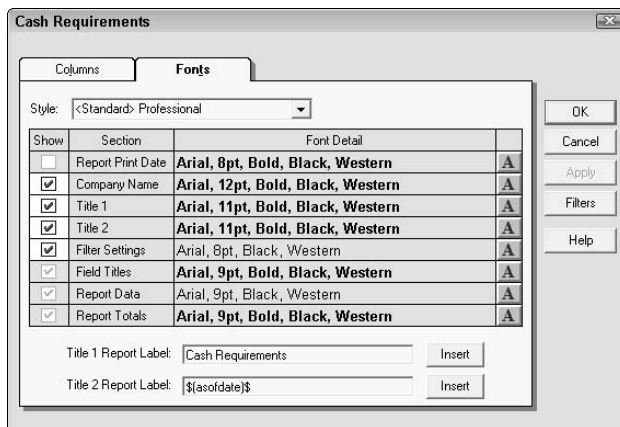 Cash Requirements
Columns Fonts
Style: <Standard> Professional
OK
Show Section Font Detail
Report Print Date Arial, 8pt, Bold, Black, Western A
Cancel
Company Name Arial, 12pt, Bold, Black, Western A
Apply
Title 1 Arial, 11pt, Bold, Black, Western A
Title 2 Arial, 11pt, Bold, Black, Western A
Filters
Filter Settings Arial, 8pt, Black, Western A
Help
Field Titles Arial, 9pt, Bold, Black, Western A
Report Data Arial, 9pt, Black, Western A
Report Totals Arial, 9pt, Bold, Black, Western A
Title 1 Report Label: Cash Requirements Insert
Title 2 Report Label: $(asofdate)$ Insert